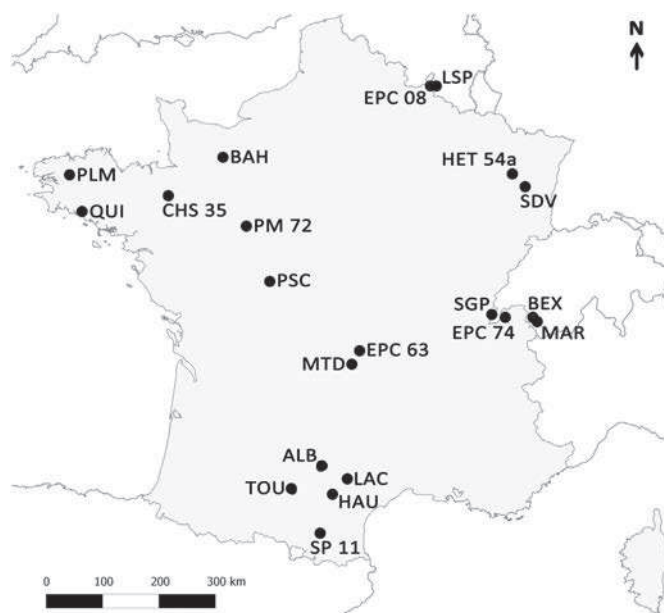 N
LSP
EPC 08
BAH
HET 54a
PLM
SDV
QUI
CHS 35
PM 72
PSC
SGP
BEX
EPC 74
MAR
EPC 63
MTD
ALB
LAC
TOU
HAU
SP 11
0 100 200 300 km